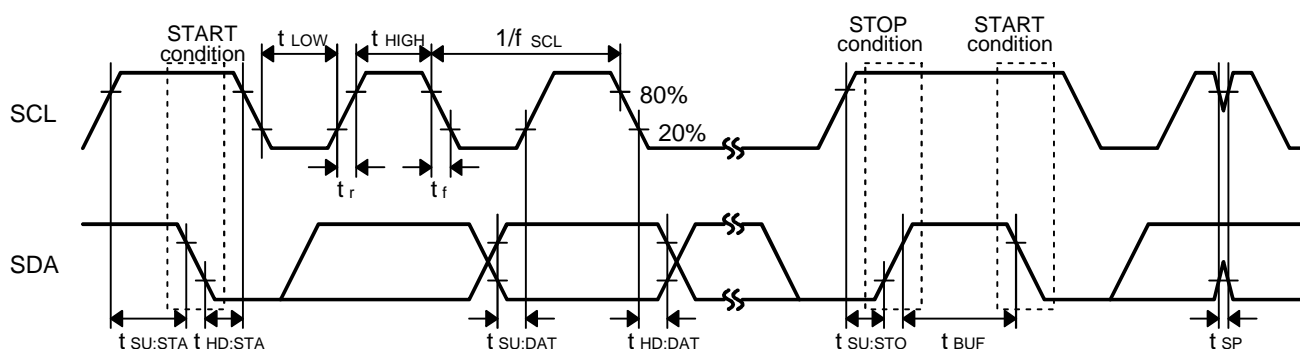 START condition
t LOW
t HIGH
1/f SCL
STOP condition
START condition
SCL
80%
20%
t r
t f
SDA
t SU:STA
t HD:STA
t SU:DAT
t HD:DAT
t SU:STO
t BUF
t SP